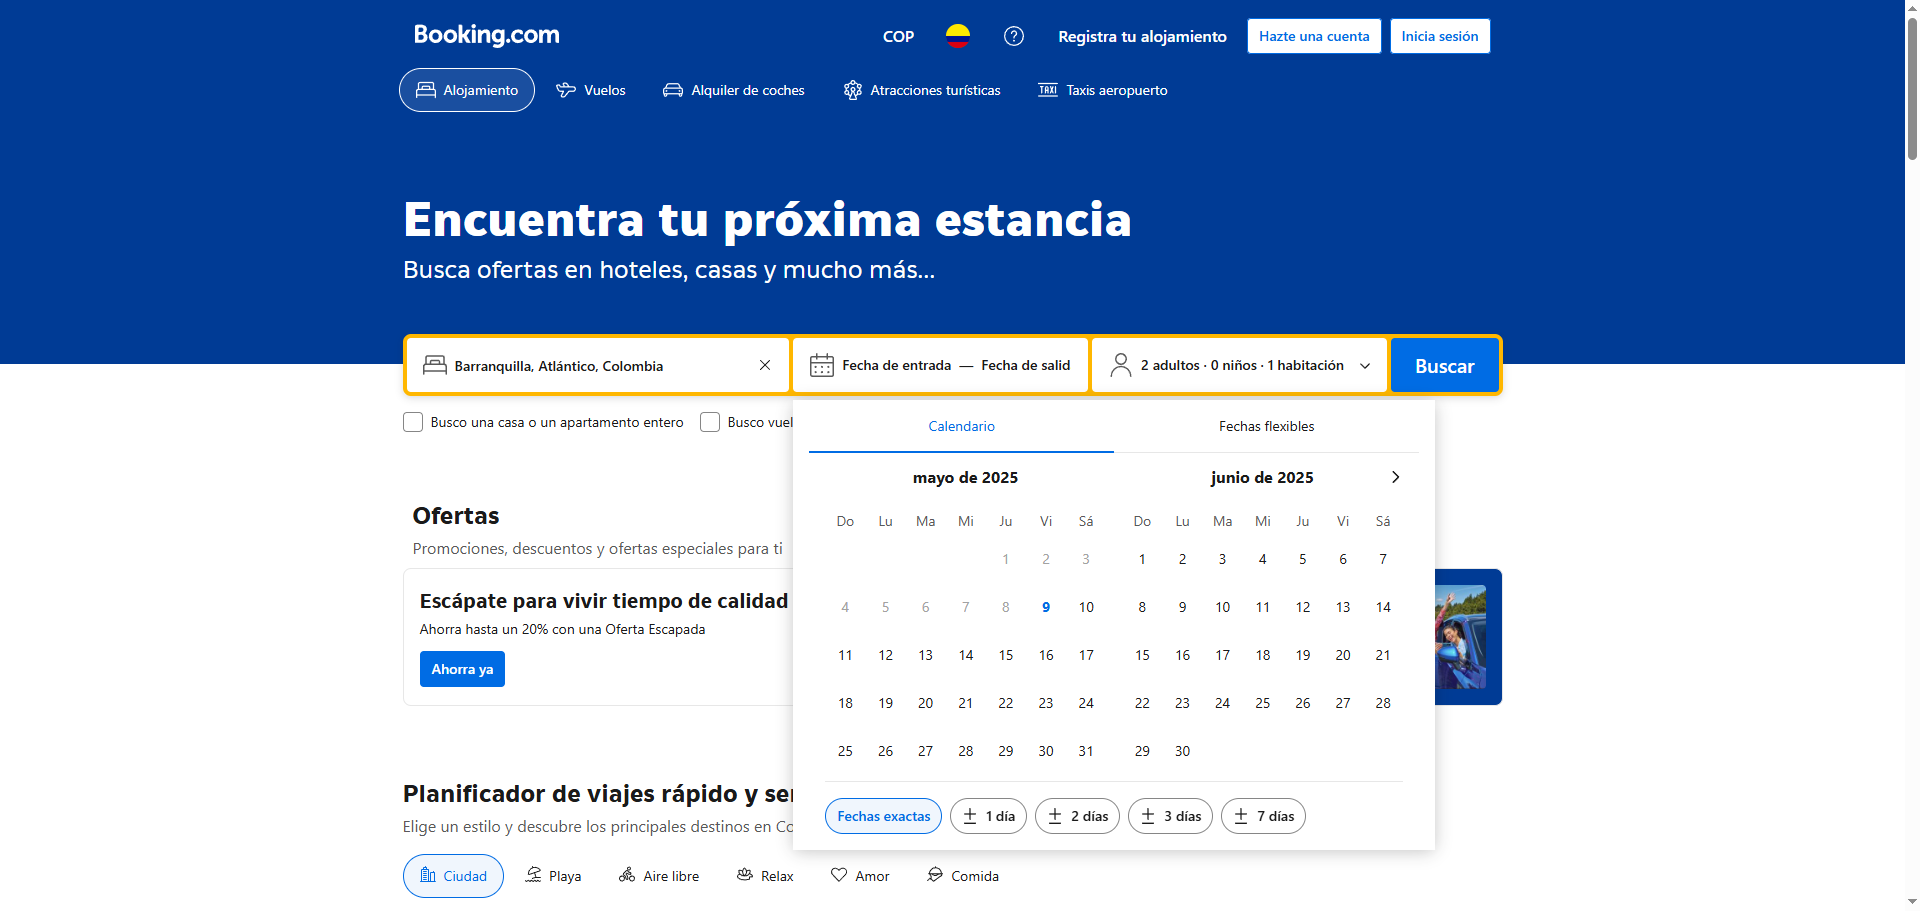 Booking.com
COP
Registra tu alojamiento
Hazte una cuenta
Inicia sesión
Alojamiento
Vuelos
Alquiler de coches
Atracciones turísticas
TAXI
Taxis aeropuerto
Encuentra tu próxima estancia
Busca ofertas en hoteles, casas y mucho más...
Barranquilla, Atlántico, Colombia
Fecha de entrada — Fecha de salid
2 adultos · 0 niños · 1 habitación
Buscar
Busco una casa o un apartamento entero
Busco vuel
Calendario
Fechas flexibles
mayo de 2025
Do Lu Ma Mi Ju Vi Sá
1 2 3
4 5 6 7 8 9 10
11 12 13 14 15 16 17
18 19 20 21 22 23 24
25 26 27 28 29 30 31
junio de 2025
Do Lu Ma Mi Ju Vi Sá
1 2 3 4 5 6 7
8 9 10 11 12 13 14
15 16 17 18 19 20 21
22 23 24 25 26 27 28
29 30
Fechas exactas
± 1 día
± 2 días
± 3 días
± 7 días
Ofertas
Promociones, descuentos y ofertas especiales para ti
Escápate para vivir tiempo de calidad
Ahorra hasta un 20% con una Oferta Escapada
Ahorra ya
Planificador de viajes rápido y se
Elige un estilo y descubre los principales destinos en Co
Ciudad
Playa
Aire libre
Relax
Amor
Comida